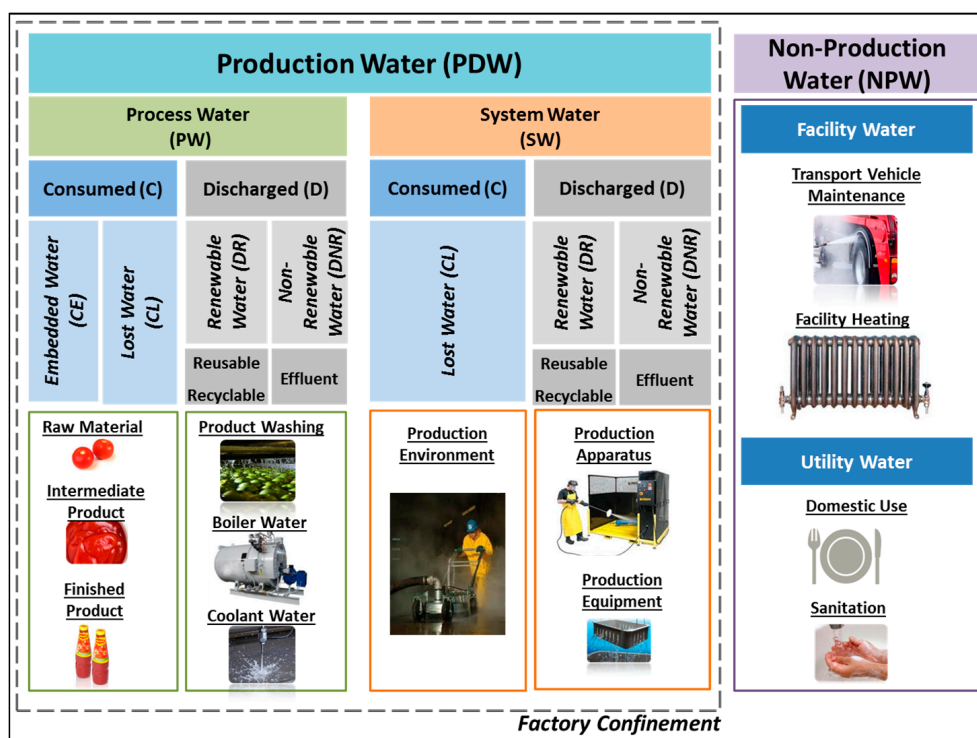 Production Water (PDW)
Non-Production
Water (NPW)
Process Water
(PW)
System Water
(SW)
Facility Water
Consumed (C)
Discharged (D)
Consumed (C)
Discharged (D)
Transport Vehicle
Maintenance
Embedded Water
(CE)
Lost Water
(CL)
Renewable
Water (DR)
Non-
Renewable
Water (DNR)
Lost Water (CL)
Renewable
Water (DR)
Non-
Renewable
Water (DNR)
Facility Heating
Reusable
Recyclable
Effluent
Reusable
Recyclable
Effluent
Raw Material
Intermediate
Product
Finished
Product
Product Washing
Boiler Water
Coolant Water
Production
Environment
Production
Apparatus
Production
Equipment
Utility Water
Domestic Use
Sanitation
Factory Confinement